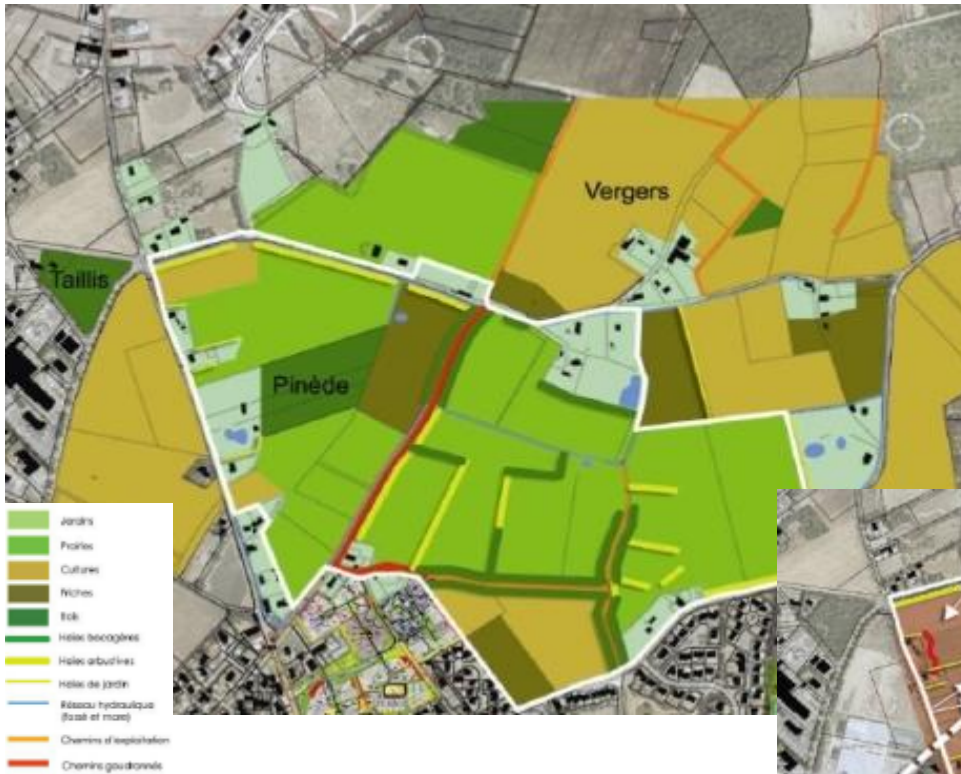 Vergers
Taillis
Pinède
Jardins
Prairies
Cultures
Friches
Bois
Haies bocagères
Haies arbustives
Haies de jardin
Réseau hydraulique
(fossé et mare)
Chemins d'exploitation
Chemins goudronnés